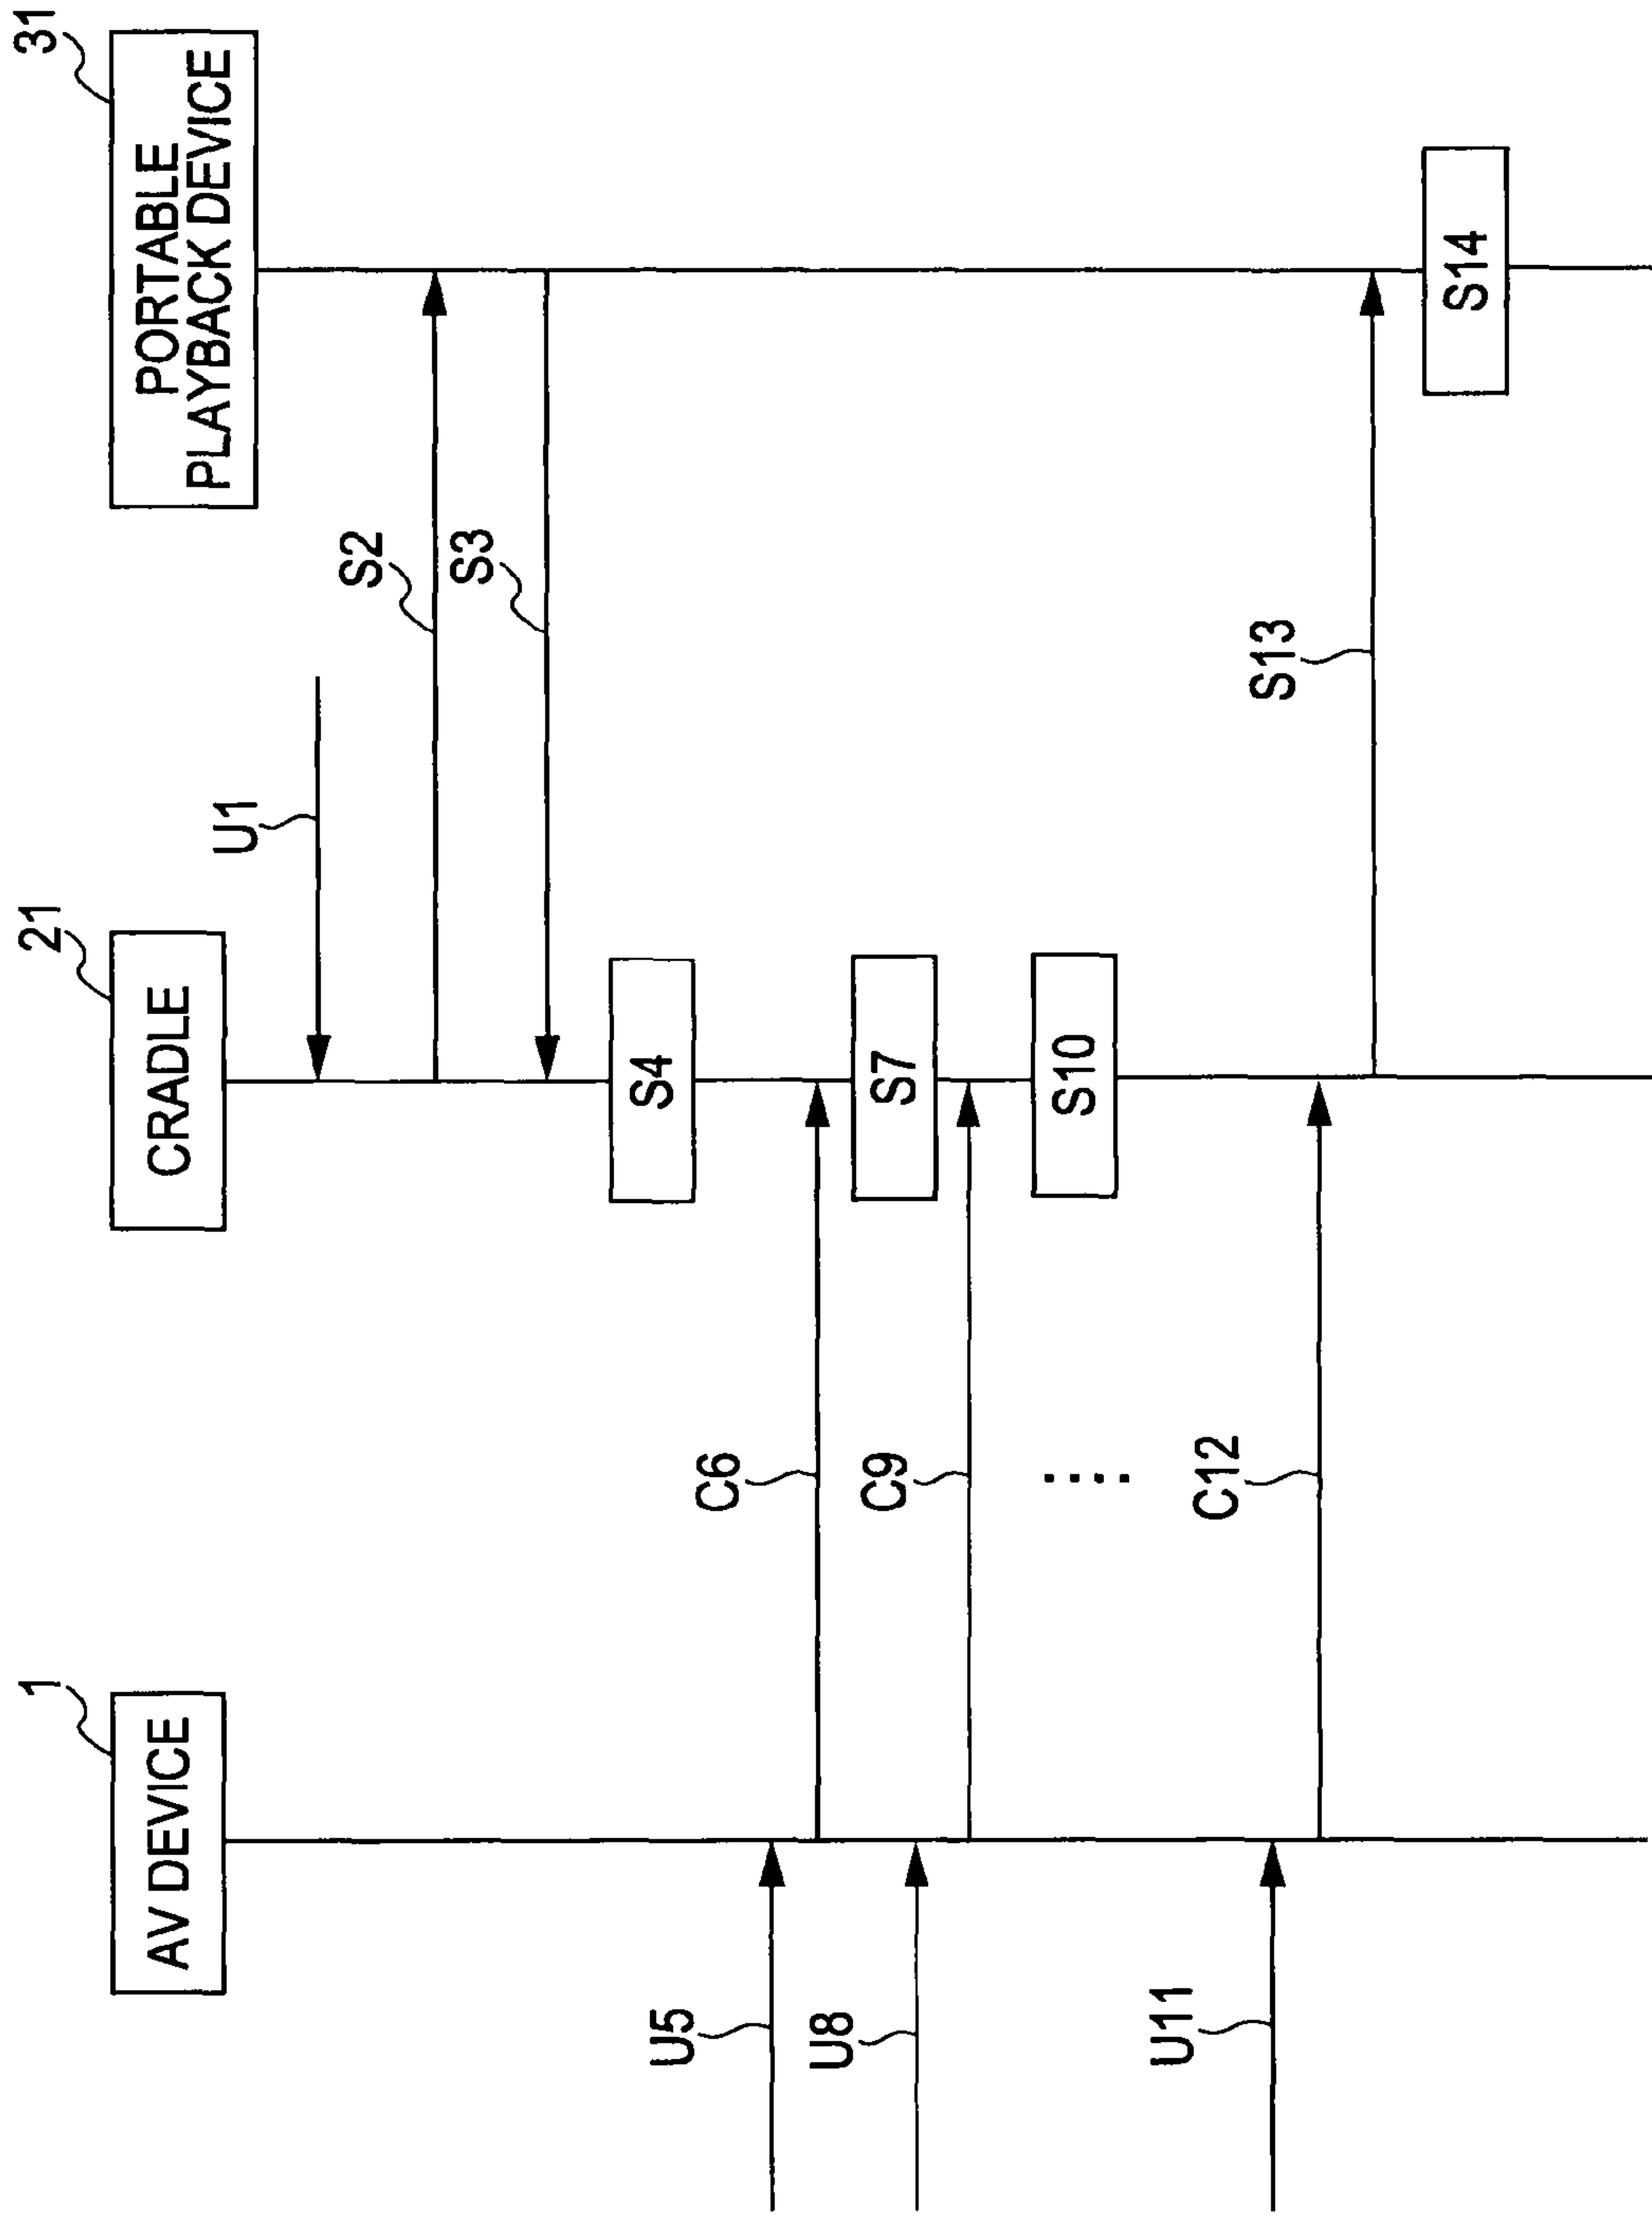 1
AV DEVICE
21
CRADLE
31
PORTABLE
PLAYBACK DEVICE
U1
S2
S3
S4
U5
C6
S7
U8
C9
S10
U11
C12
S13
S14